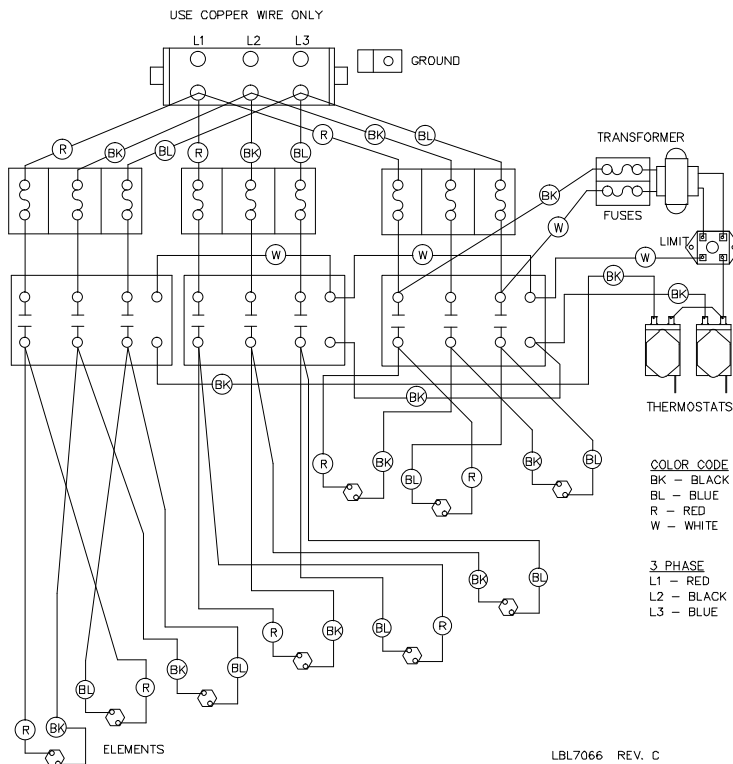 USE COPPER WIRE ONLY
L1 L2 L3
GROUND
R BK BL R BK BL R BK BL
TRANSFORMER
FUSES
BK
W
LIMIT
W W W
BK
BK
THERMOSTATS
BK
BK
R BK BL R BK BL
COLOR CODE
BK – BLACK
BL – BLUE
R – RED
W – WHITE
3 PHASE
L1 – RED
L2 – BLACK
L3 – BLUE
BK BL
R BK BL R
BK BL
BL R
R BK
ELEMENTS
LBL7066 REV. C